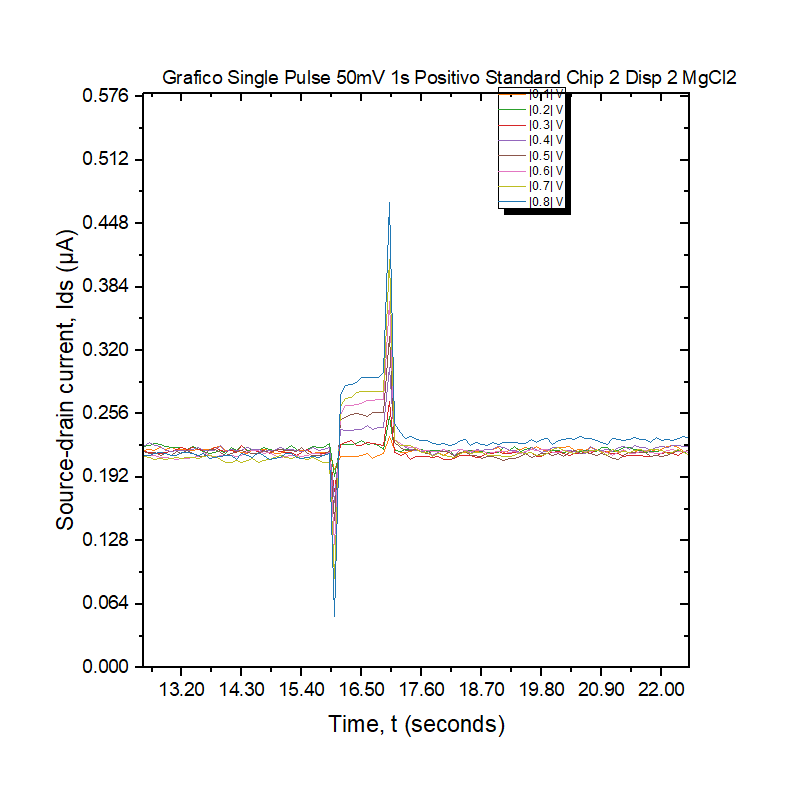 Grafico Single Pulse 50mV 1s Positivo Standard Chip 2 Disp 2 MgCl2
|0.1| V
|0.2| V
|0.3| V
|0.4| V
|0.5| V
|0.6| V
|0.7| V
|0.8| V
0.576
0.512
0.448
0.384
0.320
0.256
0.192
0.128
0.064
0.000
Source-drain current, Ids (μA)
13.20 14.30 15.40 16.50 17.60 18.70 19.80 20.90 22.00
Time, t (seconds)